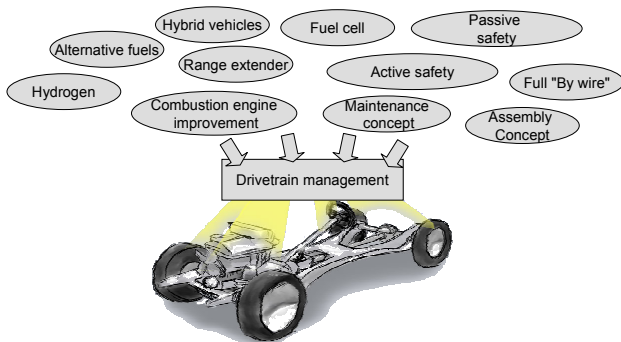 Hybrid vehicles
Fuel cell
Passive
safety
Alternative fuels
Range extender
Active safety
Full "By wire"
Hydrogen
Combustion engine
improvement
Maintenance
concept
Assembly
Concept
Drivetrain management